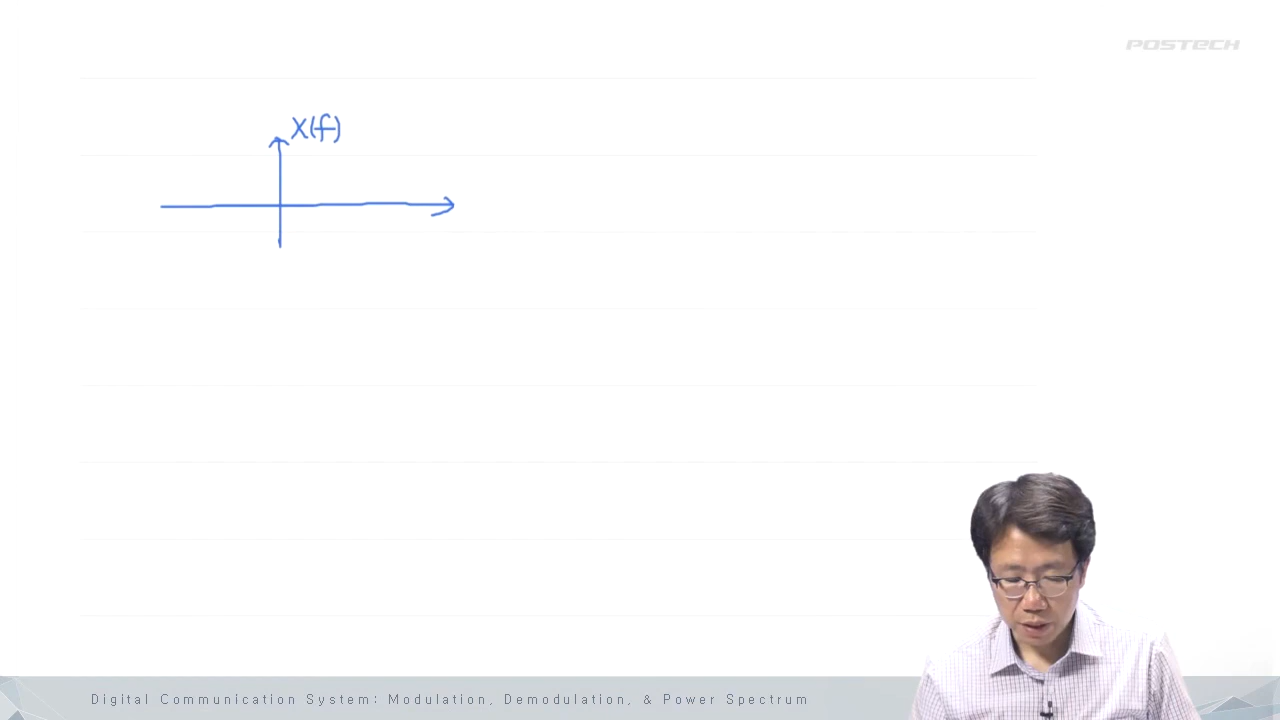 POSTECH
X(f)
Digital Communication System: Modulation, Demodulation, & Power Spectrum